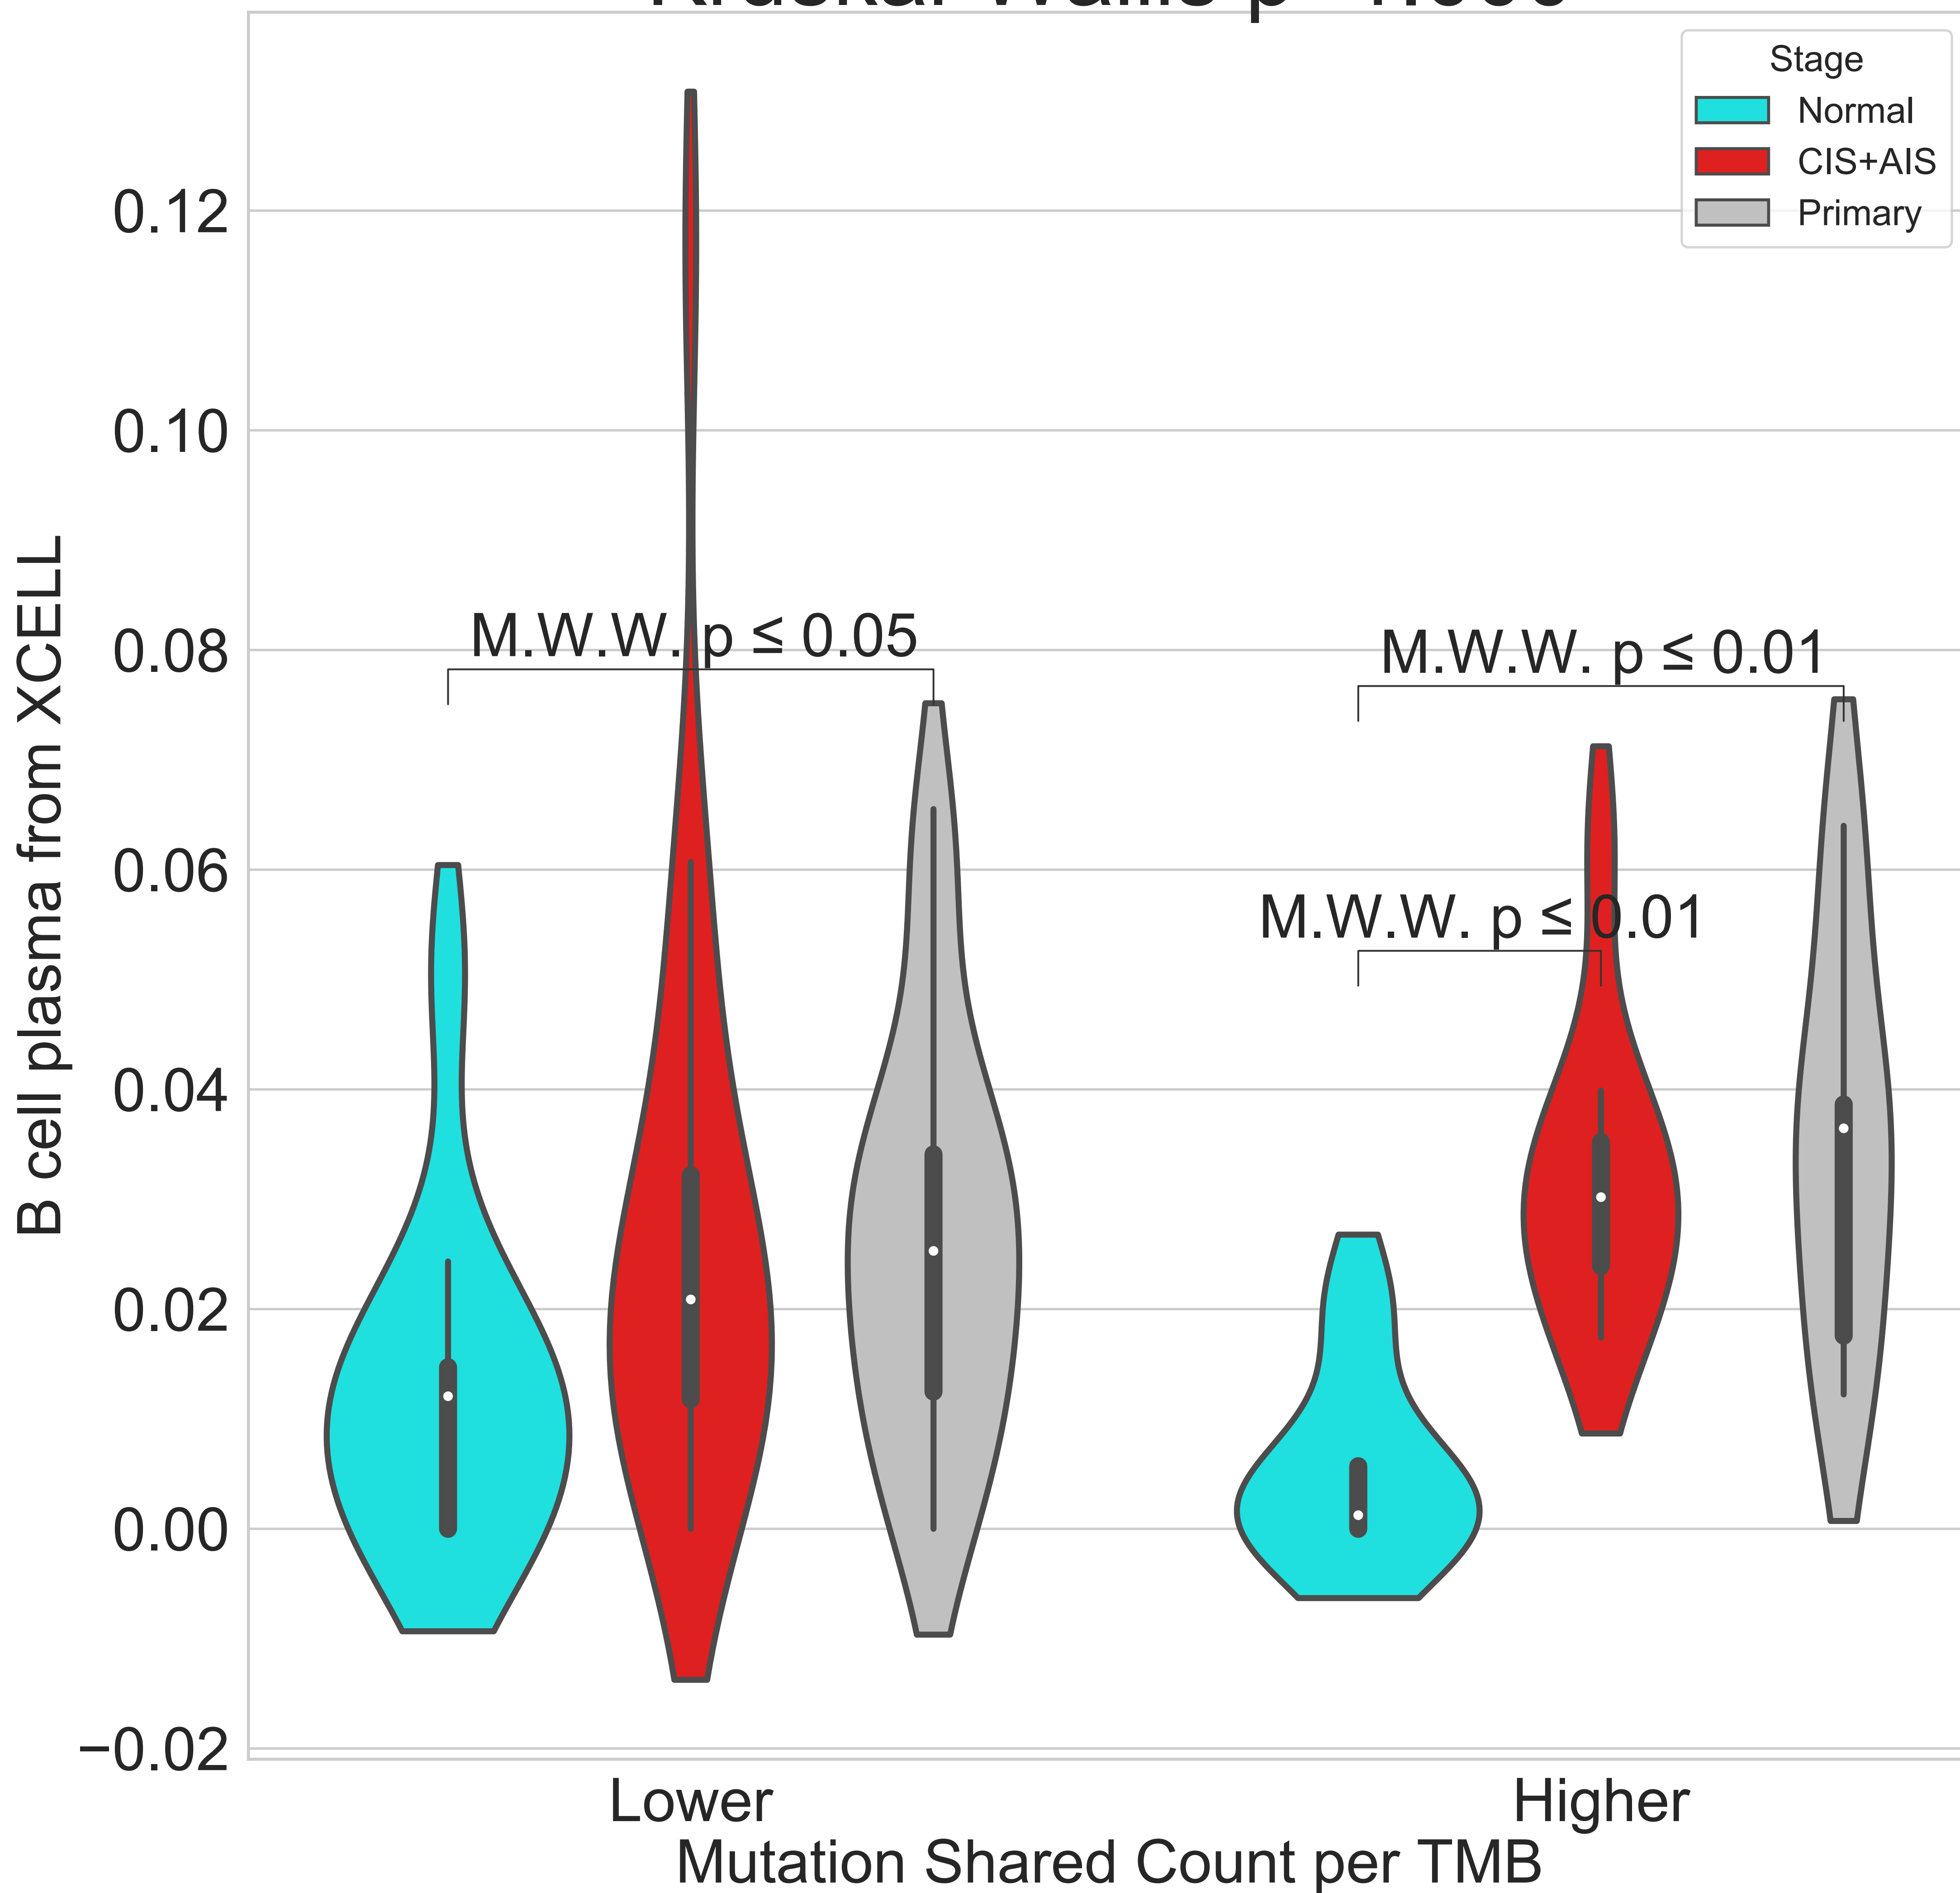 Stage
Normal
CIS+AIS
Primary
0.12
0.10
0.08
0.06
0.04
0.02
0.00
−0.02
B cell plasma from XCELL
M.W.W. p ≤ 0.05
M.W.W. p ≤ 0.01
M.W.W. p ≤ 0.01
Lower
Higher
Mutation Shared Count per TMB